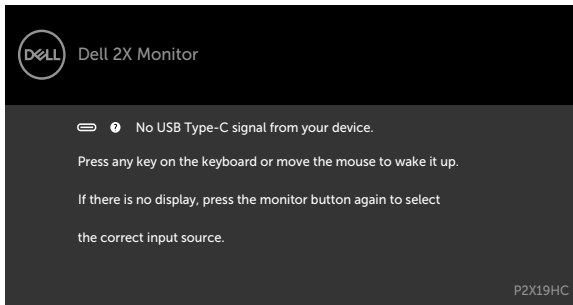 DELL
Dell 2X Monitor
? No USB Type-C signal from your device.
Press any key on the keyboard or move the mouse to wake it up.
If there is no display, press the monitor button again to select
the correct input source.
P2X19HC